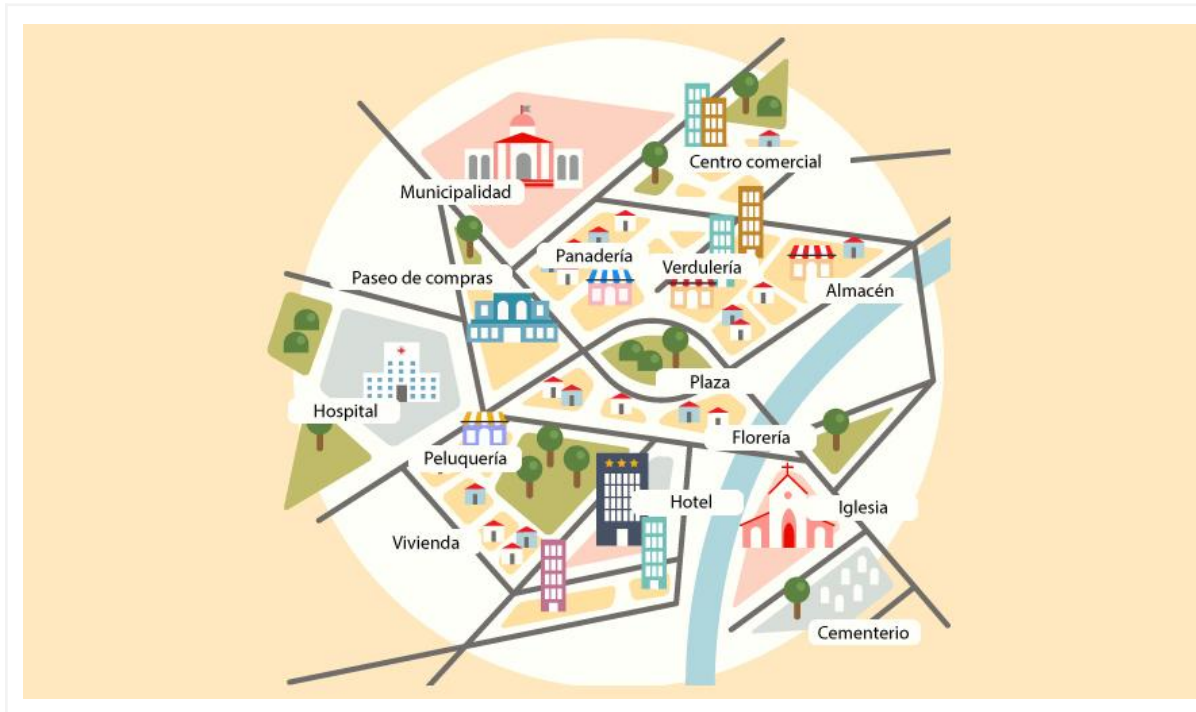 Centro comercial
Municipalidad
Panadería
Verdulería
Paseo de compras
Almacén
Plaza
Hospital
Florería
Peluquería
Hotel
Iglesia
Vivienda
Cementerio